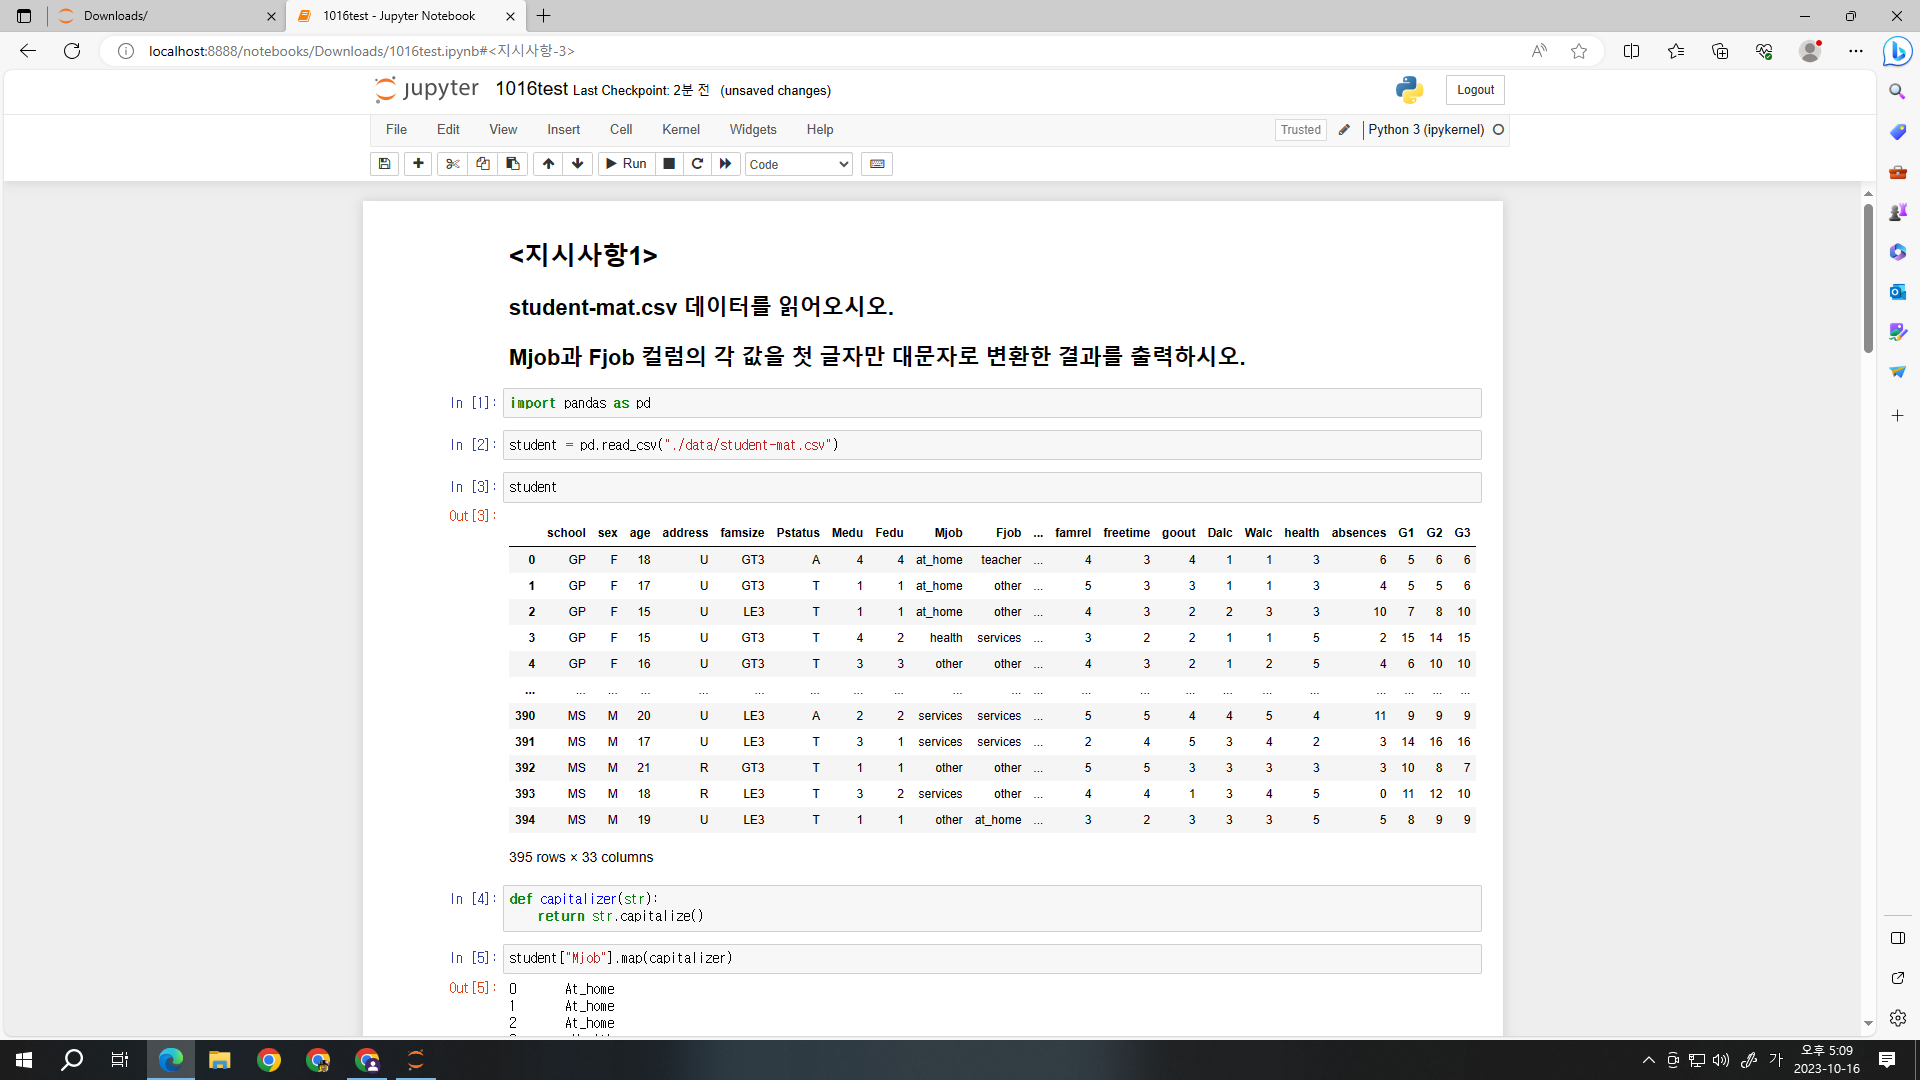 Downloads/
1016test - Jupyter Notebook
localhost:8888/notebooks/Downloads/1016test.ipynb#<지시사항-3>
jupyter 1016test Last Checkpoint: 2분 전 (unsaved changes)
Logout
File Edit View Insert Cell Kernel Widgets Help
Trusted Python 3 (ipykernel)
Run Code
<지시사항1>
student-mat.csv 데이터를 읽어오시오.
Mjob과 Fjob 컬럼의 각 값을 첫 글자만 대문자로 변환한 결과를 출력하시오.
In [1]: import pandas as pd
In [2]: student = pd.read_csv("./data/student-mat.csv")
In [3]: student
Out[3]:
school sex age address famsize Pstatus Medu Fedu Mjob Fjob ... famrel freetime goout Dalc Walc health absences G1 G2 G3
0 GP F 18 U GT3 A 4 4 at_home teacher ... 4 3 4 1 1 3 6 5 6 6
1 GP F 17 U GT3 T 1 1 at_home other ... 5 3 3 1 1 3 4 5 5 6
2 GP F 15 U LE3 T 1 1 at_home other ... 4 3 2 2 3 3 10 7 8 10
3 GP F 15 U GT3 T 4 2 health services ... 3 2 2 1 1 5 2 15 14 15
4 GP F 16 U GT3 T 3 3 other other ... 4 3 2 1 2 5 4 6 10 10
... ... ... ... ... ... ... ... ... ... ... ... ... ... ... ... ... ... ... ... ... ...
390 MS M 20 U LE3 A 2 2 services services ... 5 5 4 4 5 4 11 9 9 9
391 MS M 17 U LE3 T 3 1 services services ... 2 4 5 3 4 2 3 14 16 16
392 MS M 21 R GT3 T 1 1 other other ... 5 5 3 3 3 3 3 10 8 7
393 MS M 18 R LE3 T 3 2 services other ... 4 4 1 3 4 5 0 11 12 10
394 MS M 19 U LE3 T 1 1 other at_home ... 3 2 3 3 3 5 5 8 9 9
395 rows × 33 columns
In [4]: def capitalizer(str):
return str.capitalize()
In [5]: student["Mjob"].map(capitalizer)
Out[5]: 0 At_home
1 At_home
2 At_home
가
오후 5:09
2023-10-16